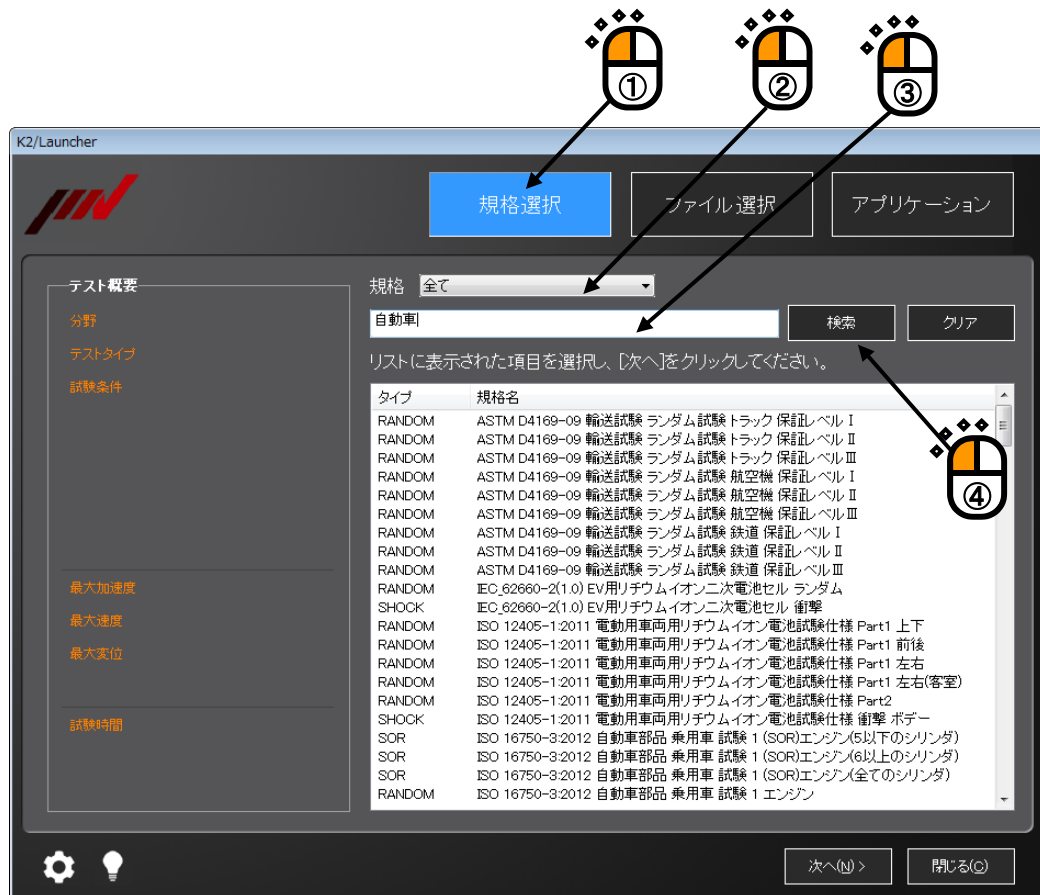 ① ② ③
K2/Launcher
規格選択 ファイル選択 アプリケーション
テスト概要
分野
テストタイプ
試験条件
最大加速度
最大速度
最大変位
試験時間
規格 全て
自動車 検索 クリア
リストに表示された項目を選択し、[次へ]をクリックしてください。
タイプ 規格名
RANDOM ASTM D4169-09 輸送試験 ランダム試験 トラック 保証レベル Ⅰ
RANDOM ASTM D4169-09 輸送試験 ランダム試験 トラック 保証レベル Ⅱ
RANDOM ASTM D4169-09 輸送試験 ランダム試験 トラック 保証レベル Ⅲ
RANDOM ASTM D4169-09 輸送試験 ランダム試験 航空機 保証レベル Ⅰ
RANDOM ASTM D4169-09 輸送試験 ランダム試験 航空機 保証レベル Ⅱ
RANDOM ASTM D4169-09 輸送試験 ランダム試験 航空機 保証レベル Ⅲ
RANDOM ASTM D4169-09 輸送試験 ランダム試験 鉄道 保証レベル Ⅰ
RANDOM ASTM D4169-09 輸送試験 ランダム試験 鉄道 保証レベル Ⅱ
RANDOM ASTM D4169-09 輸送試験 ランダム試験 鉄道 保証レベル Ⅲ
RANDOM IEC_62660-2(1.0) EV用リチウムイオン二次電池セル ランダム
SHOCK IEC_62660-2(1.0) EV用リチウムイオン二次電池セル 衝撃
RANDOM ISO 12405-1:2011 電動用車両用リチウムイオン電池試験仕様 Part1 上下
RANDOM ISO 12405-1:2011 電動用車両用リチウムイオン電池試験仕様 Part1 前後
RANDOM ISO 12405-1:2011 電動用車両用リチウムイオン電池試験仕様 Part1 左右
RANDOM ISO 12405-1:2011 電動用車両用リチウムイオン電池試験仕様 Part1 左右(客室)
RANDOM ISO 12405-1:2011 電動用車両用リチウムイオン電池試験仕様 Part2
SHOCK ISO 12405-1:2011 電動用車両用リチウムイオン電池試験仕様 衝撃 ボデー
SOR ISO 16750-3:2012 自動車部品 乗用車 試験 1 (SOR)エンジン(5以下のシリンダ)
SOR ISO 16750-3:2012 自動車部品 乗用車 試験 1 (SOR)エンジン(6以上のシリンダ)
SOR ISO 16750-3:2012 自動車部品 乗用車 試験 1 (SOR)エンジン(全てのシリンダ)
RANDOM ISO 16750-3:2012 自動車部品 乗用車 試験 1 エンジン
④
次へ(N) > 閉じる(C)